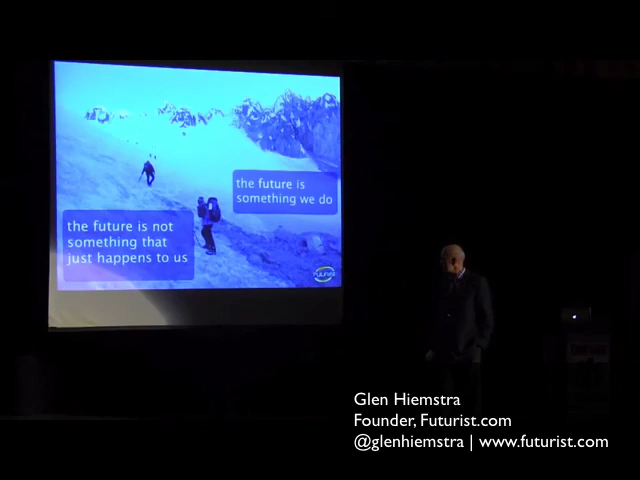 the future is
something we do
the future is not
something that
just happens to us
Glen Hiemstra
Founder, Futurist.com
@glenhiemstra | www.futurist.com